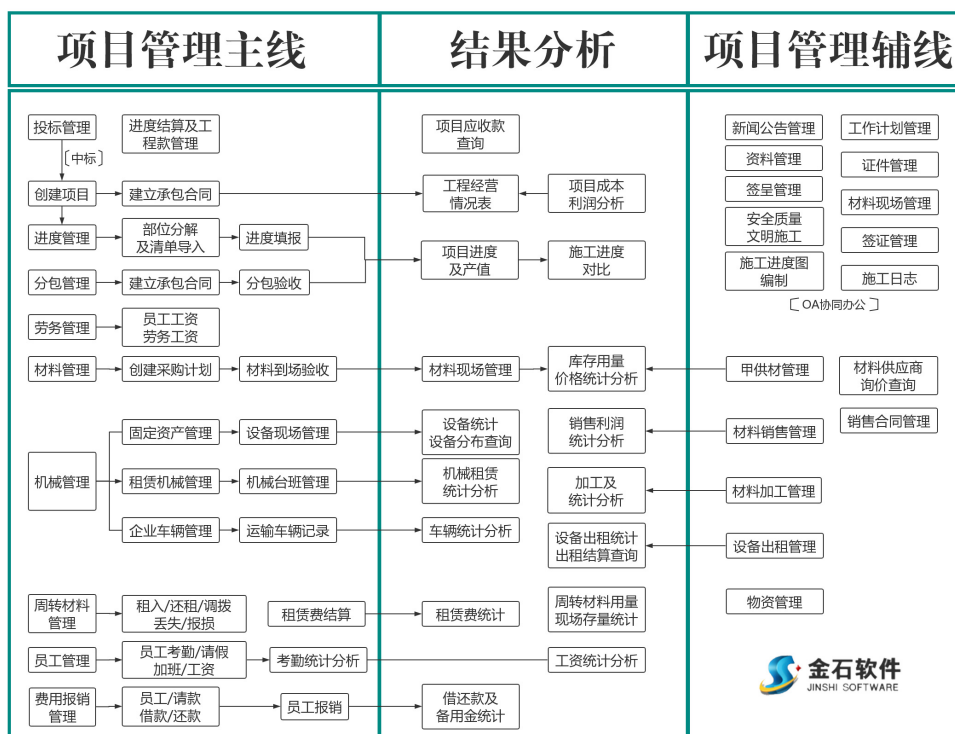 项目管理主线
结果分析
项目管理辅线
投标管理
进度结算及工
程款管理
〔中标〕
创建项目
建立承包合同
进度管理
部位分解
及清单导入
进度填报
分包管理
建立承包合同
分包验收
劳务管理
员工工资
劳务工资
材料管理
创建采购计划
材料到场验收
机械管理
固定资产管理
设备现场管理
租赁机械管理
机械台班管理
企业车辆管理
运输车辆记录
周转材料
管理
租入/还租/调拨
丢失/报损
租赁费结算
员工管理
员工考勤/请假
加班/工资
考勤统计分析
费用报销
管理
员工/请款
借款/还款
员工报销
项目应收款
查询
工程经营
情况表
项目成本
利润分析
项目进度
及产值
施工进度
对比
材料现场管理
库存用量
价格统计分析
设备统计
设备分布查询
销售利润
统计分析
机械租赁
统计分析
加工及
统计分析
车辆统计分析
设备出租统计
出租结算查询
租赁费统计
周转材料用量
现场存量统计
工资统计分析
借还款及
备用金统计
新闻公告管理
工作计划管理
资料管理
证件管理
签呈管理
材料现场管理
安全质量
文明施工
签证管理
施工进度图
编制
施工日志
〔OA协同办公〕
甲供材管理
材料供应商
询价查询
材料销售管理
销售合同管理
材料加工管理
设备出租管理
物资管理
金石软件
JINSHI SOFTWARE